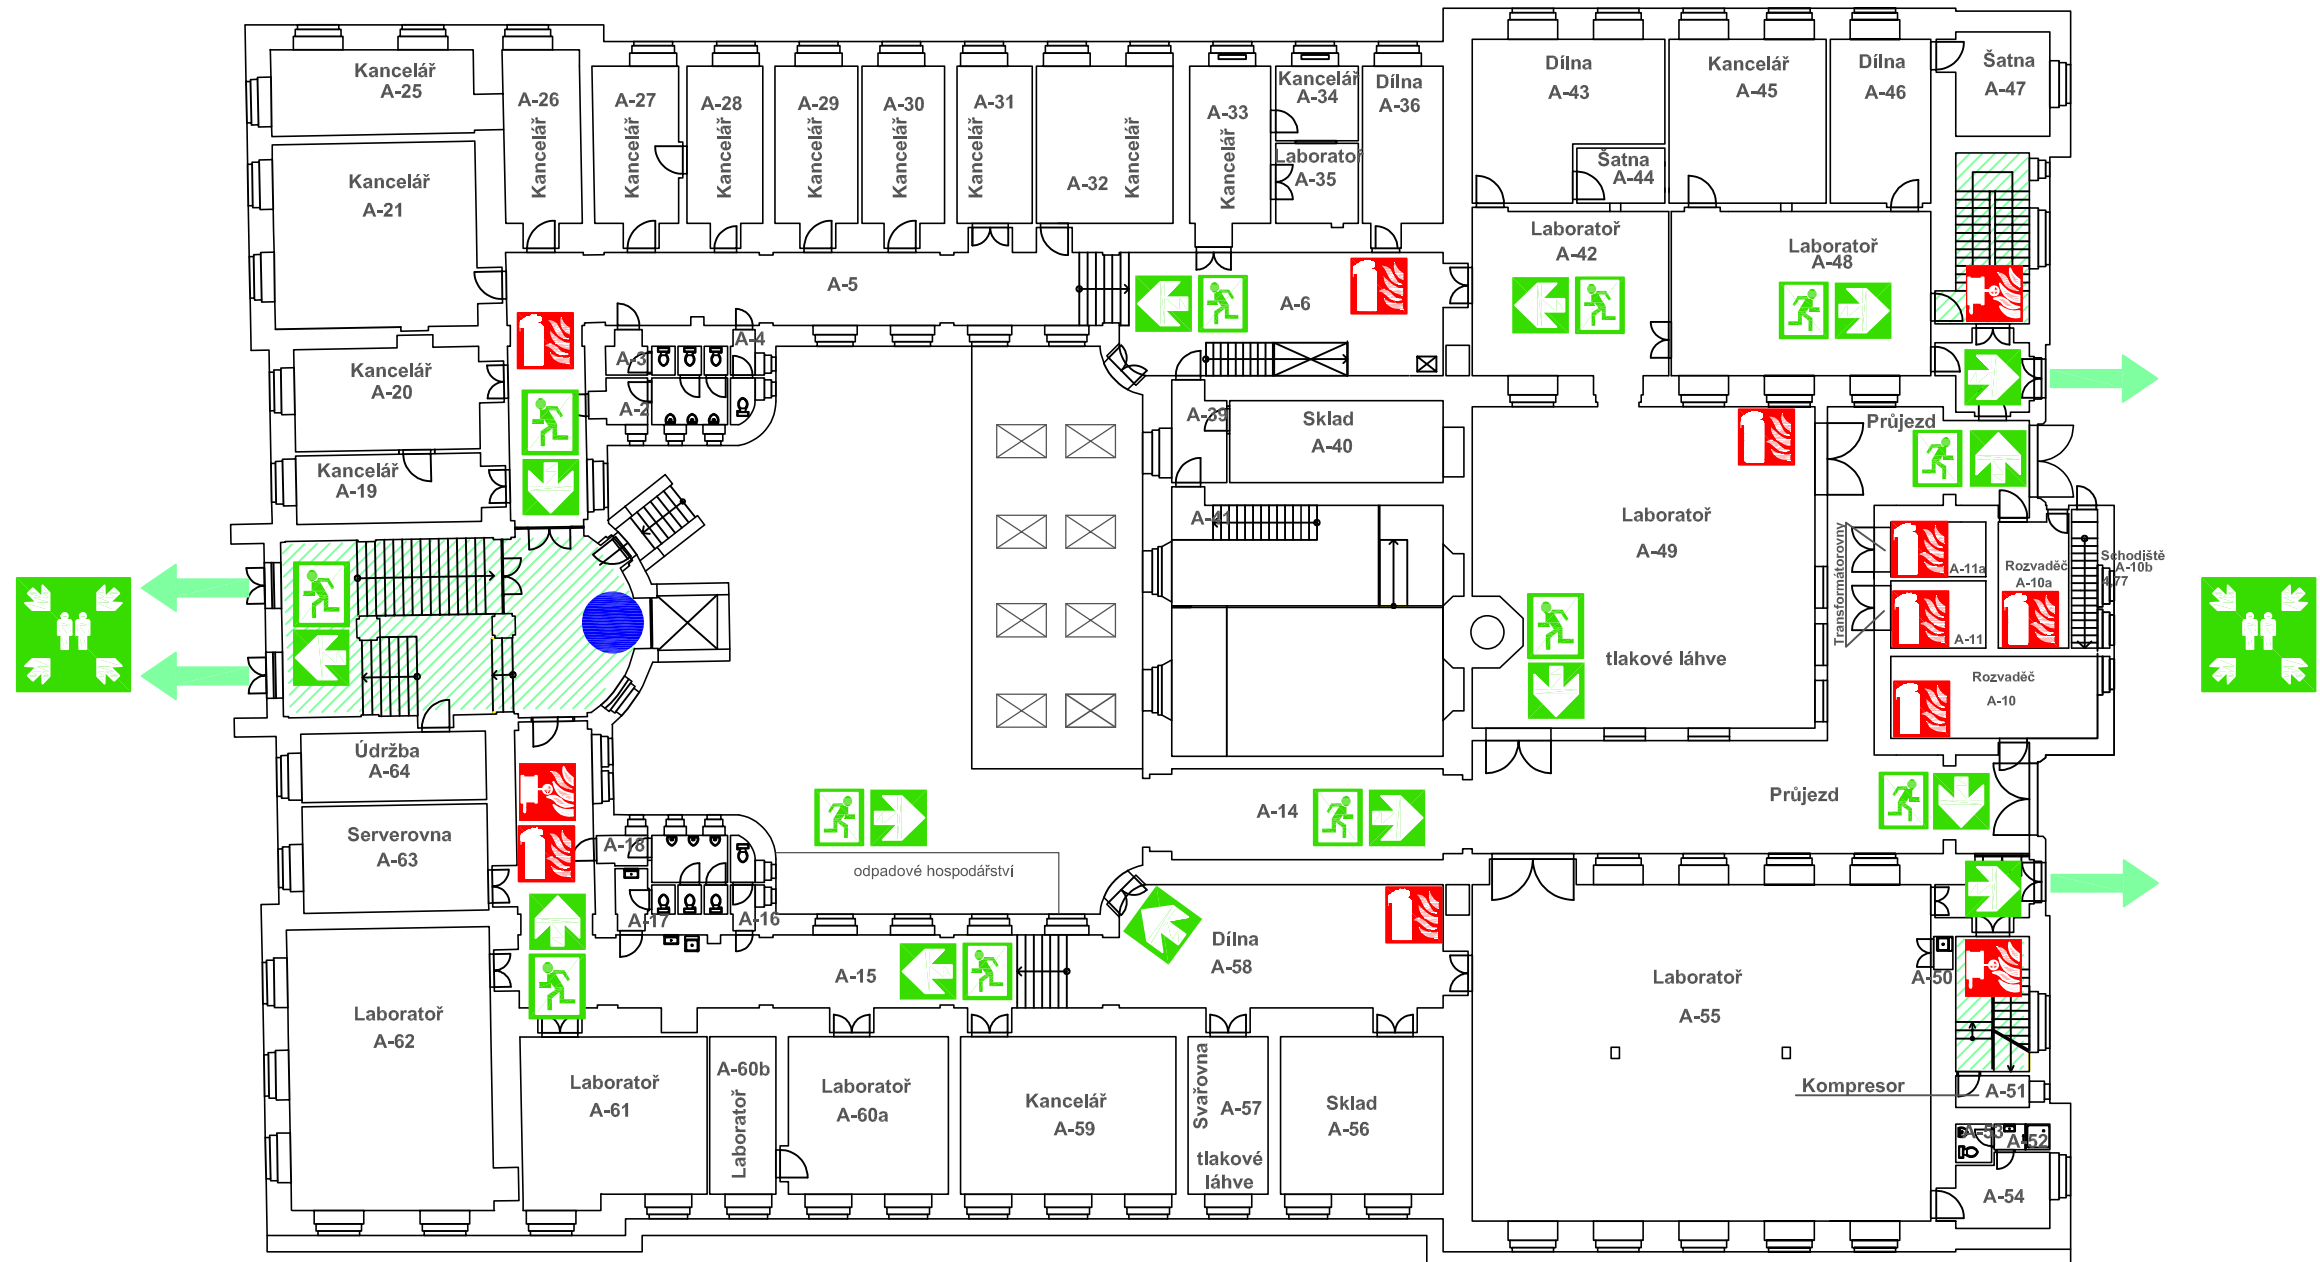 Kancelář
A-25
A-26
Kancelář
A-27
Kancelář
A-28
Kancelář
A-29
Kancelář
A-30
Kancelář
A-31
Kancelář
A-32
Kancelář
A-33
Kancelář
Kancelář
A-34
Laboratoř
A-35
Dílna
A-36
Dílna
A-43
Šatna
A-44
Kancelář
A-45
Dílna
A-46
Šatna
A-47
Kancelář
A-21
A-5
A-6
Laboratoř
A-42
Laboratoř
A-48
A-3
A-4
A-2
Kancelář
A-20
Kancelář
A-19
A-39
Sklad
A-40
A-41
Průjezd
Laboratoř
A-49
tlakové láhve
Transformátorovny
A-11a
A-11
Rozvaděč
A-10a
Schodiště
A-10b
4,77
Rozvaděč
A-10
Údržba
A-64
Serverovna
A-63
A-18
A-17
A-16
odpadové hospodářství
A-14
Průjezd
A-15
Dílna
A-58
Laboratoř
A-55
A-50
Kompresor
A-51
A-53
A-52
A-54
Laboratoř
A-62
Laboratoř
A-61
A-60b
Laboratoř
Laboratoř
A-60a
Kancelář
A-59
Svařovna
A-57
tlakové
láhve
Sklad
A-56